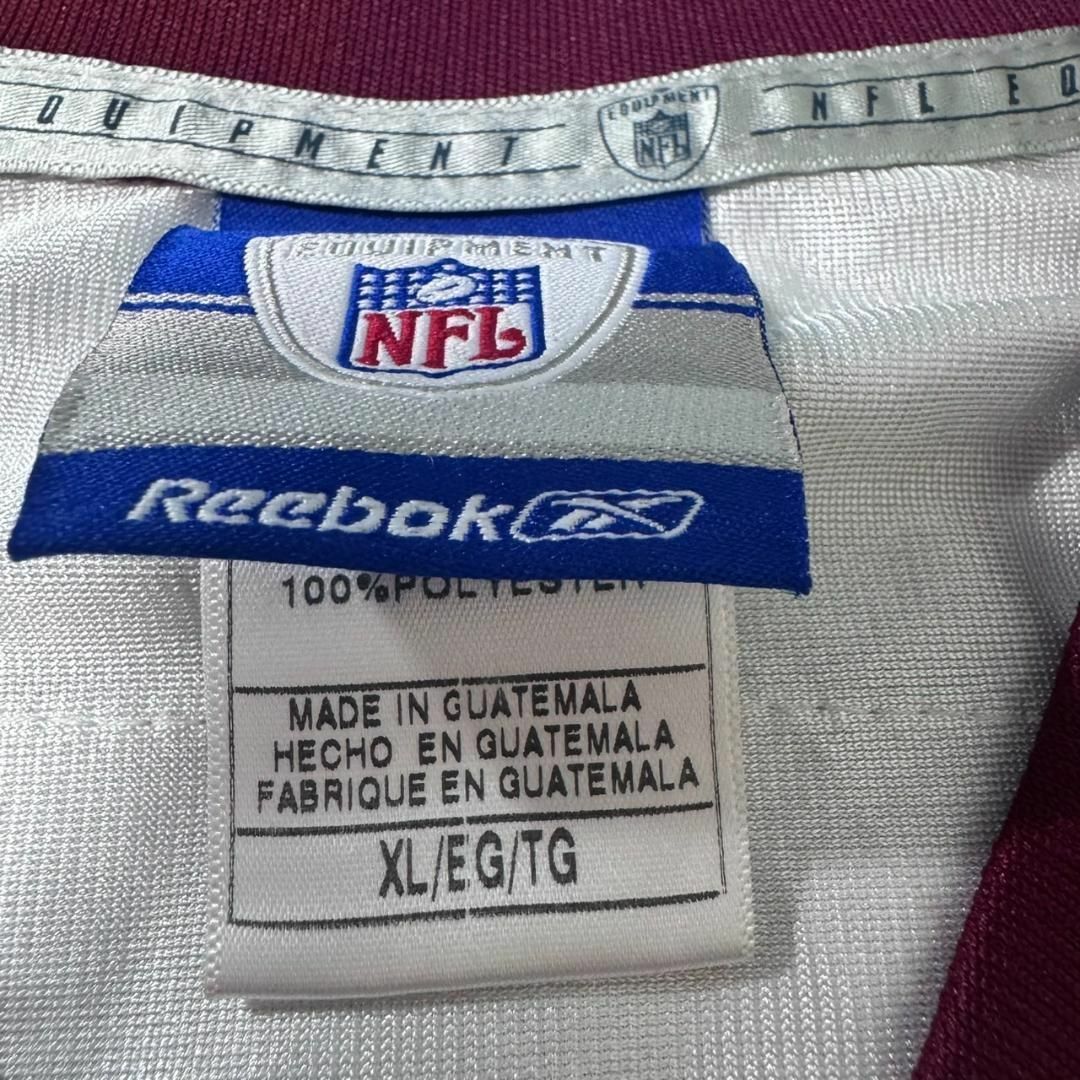 QUIPMENT EQUIPMENT NFL NFL EQ
EQUIPMENT
NFL
Reebok
100%POLYESTER
MADE IN GUATEMALA
HECHO EN GUATEMALA
FABRIQUE EN GUATEMALA
XL/EG/TG